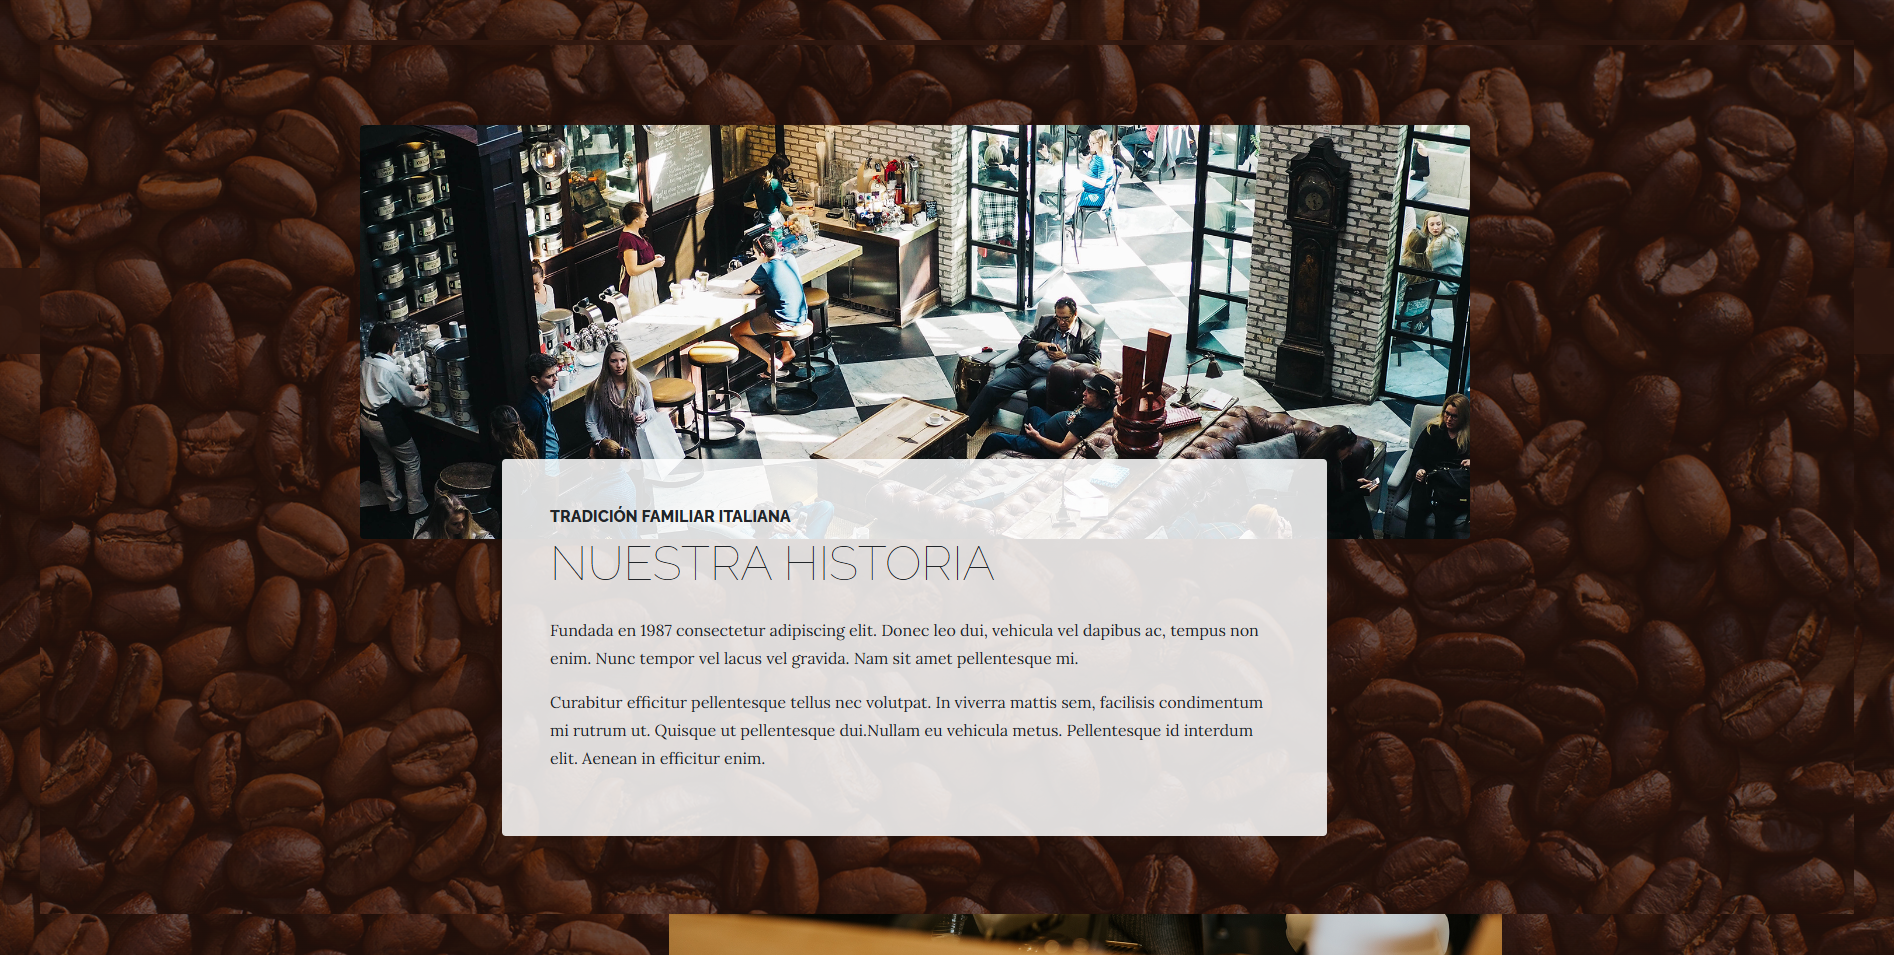 TRADICIÓN FAMILIAR ITALIANA
NUESTRA HISTORIA
Fundada en 1987 consectetur adipiscing elit. Donec leo dui, vehicula vel dapibus ac, tempus non
enim. Nunc tempor vel lacus vel gravida. Nam sit amet pellentesque mi.
Curabitur efficitur pellentesque tellus nec volutpat. In viverra mattis sem, facilisis condimentum
mi rutrum ut. Quisque ut pellentesque dui.Nullam eu vehicula metus. Pellentesque id interdum
elit. Aenean in efficitur enim.